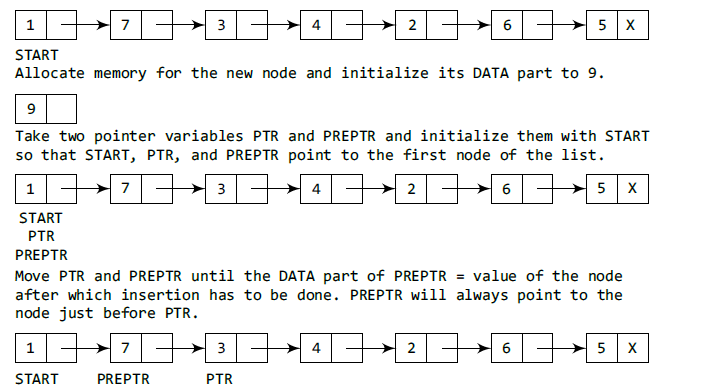 1 7 3 4 2 6 5 X
START
Allocate memory for the new node and initialize its DATA part to 9.
9
Take two pointer variables PTR and PREPTR and initialize them with START
so that START, PTR, and PREPTR point to the first node of the list.
1 7 3 4 2 6 5 X
START
PTR
PREPTR
Move PTR and PREPTR until the DATA part of PREPTR = value of the node
after which insertion has to be done. PREPTR will always point to the
node just before PTR.
1 7 3 4 2 6 5 X
START PREPTR PTR